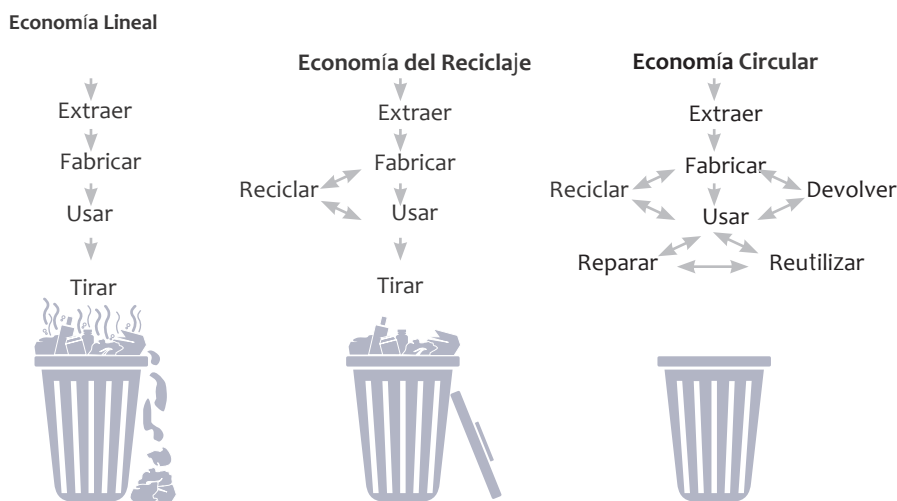 Economía Lineal
Extraer
Fabricar
Usar
Tirar
Economía del Reciclaje
Extraer
Fabricar
Reciclar
Usar
Tirar
Economía Circular
Extraer
Fabricar
Reciclar
Devolver
Usar
Reparar
Reutilizar